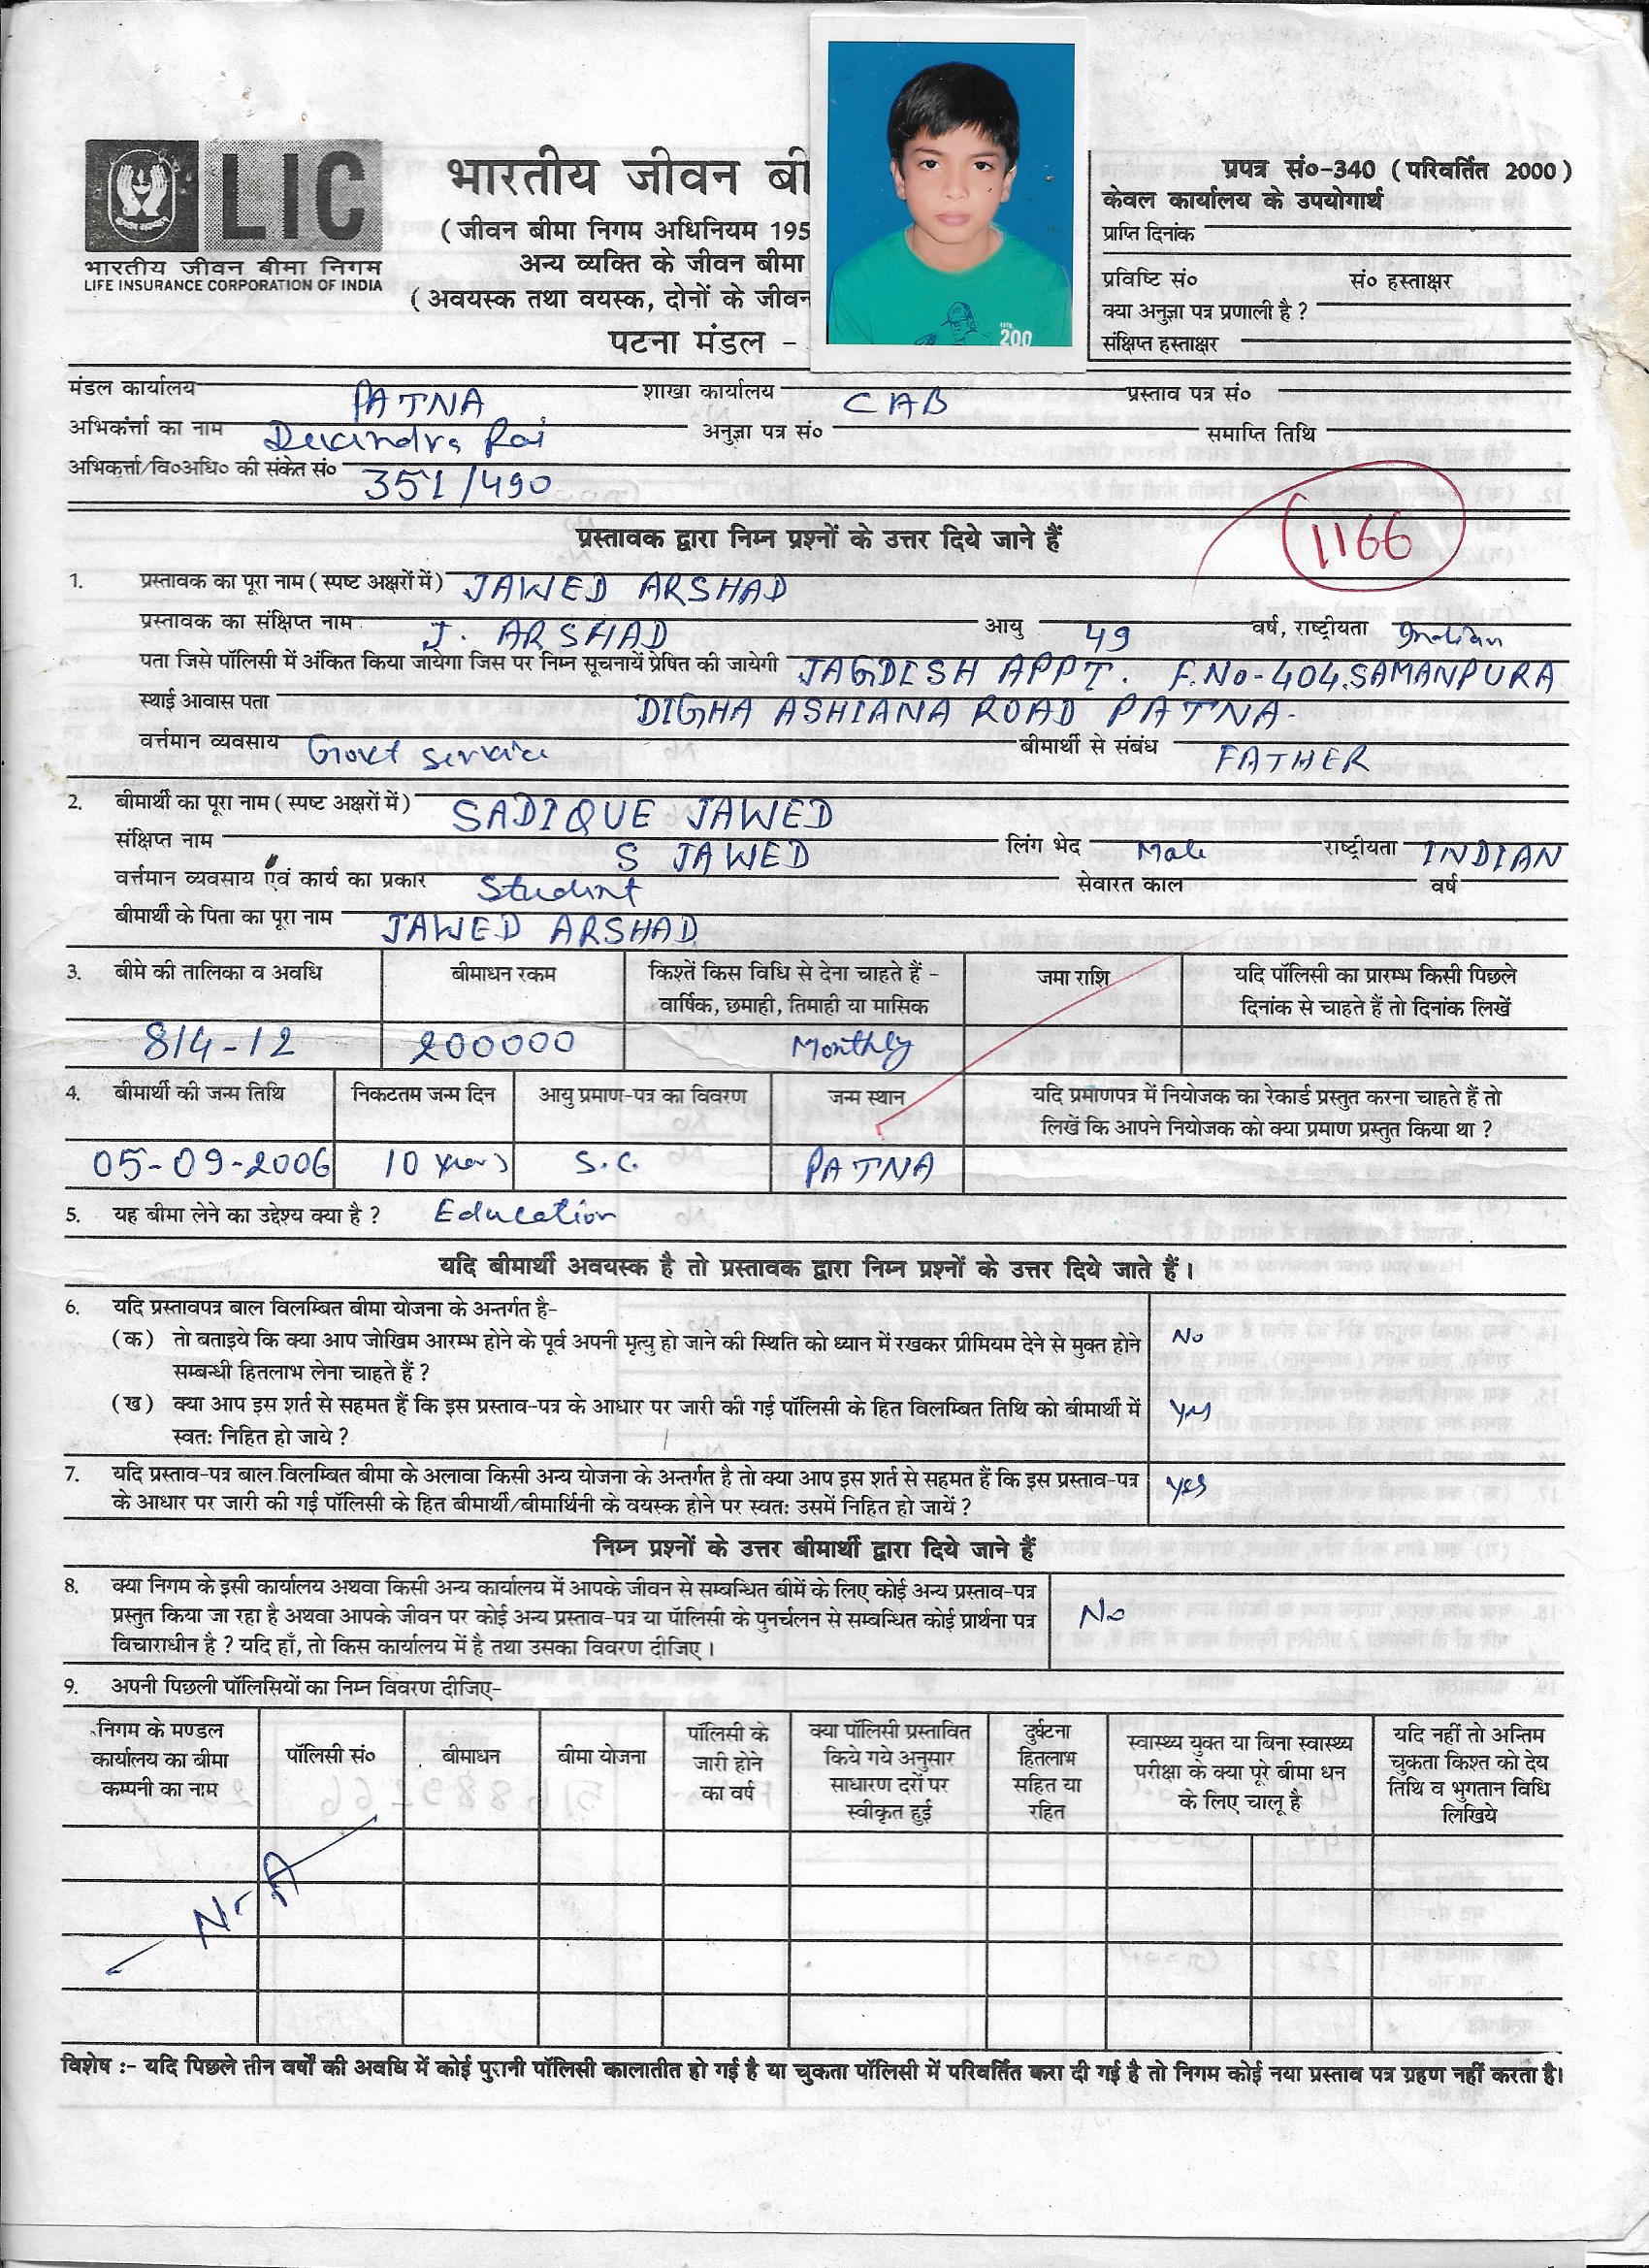 प्रपत्र सं०-340 ( परिवर्तित 2000 )
केवल कार्यालय के उपयोगार्थ
प्राप्ति दिनांक
प्रविष्टि सं० सं० हस्ताक्षर
क्या अनुज्ञा पत्र प्रणाली है ?
संक्षिप्त हस्ताक्षर
LIC
भारतीय जीवन बीमा निगम
LIFE INSURANCE CORPORATION OF INDIA
भारतीय जीवन बी
( जीवन बीमा निगम अधिनियम 195
अन्य व्यक्ति के जीवन बीमा
( अवयस्क तथा वयस्क, दोनों के जीवन
पटना मंडल -
200
मंडल कार्यालय PATNA शाखा कार्यालय CAB प्रस्ताव पत्र सं०
अभिकर्त्ता का नाम Devendra Rai अनुज्ञा पत्र सं० समाप्ति तिथि
अभिकर्त्ता/वि०अधि० की संकेत सं० 351/490
1166
प्रस्तावक द्वारा निम्न प्रश्नों के उत्तर दिये जाने हैं
1. प्रस्तावक का पूरा नाम ( स्पष्ट अक्षरों में ) JAWED ARSHAD
प्रस्तावक का संक्षिप्त नाम J. ARSHAD आयु 49 वर्ष, राष्ट्रीयता Indian
पता जिसे पॉलिसी में अंकित किया जायेगा जिस पर निम्न सूचनायें प्रेषित की जायेगी JAGDISH APPT. F.No-404, SAMANPURA
स्थाई आवास पता DIGHA ASHIANA ROAD PATNA-
वर्त्तमान व्यवसाय Govt Service बीमार्थी से संबंध FATHER
2. बीमार्थी का पूरा नाम ( स्पष्ट अक्षरों में ) SADIQUE JAWED
संक्षिप्त नाम S JAWED लिंग भेद Male राष्ट्रीयता INDIAN
वर्त्तमान व्यवसाय एवं कार्य का प्रकार Student सेवारत काल वर्ष
बीमार्थी के पिता का पूरा नाम JAWED ARSHAD
3. बीमे की तालिका व अवधि बीमाधन रकम किश्तें किस विधि से देना चाहते हैं - जमा राशि यदि पॉलिसी का प्रारम्भ किसी पिछले
वार्षिक, छमाही, तिमाही या मासिक दिनांक से चाहते हैं तो दिनांक लिखें
814-12 200000 Monthly
4. बीमार्थी की जन्म तिथि निकटतम जन्म दिन आयु प्रमाण-पत्र का विवरण जन्म स्थान यदि प्रमाणपत्र में नियोजक का रेकार्ड प्रस्तुत करना चाहते हैं तो
लिखें कि आपने नियोजक को क्या प्रमाण प्रस्तुत किया था ?
05-09-2006 10 years S.C. PATNA
5. यह बीमा लेने का उद्देश्य क्या है ? Education
यदि बीमार्थी अवयस्क है तो प्रस्तावक द्वारा निम्न प्रश्नों के उत्तर दिये जाते हैं।
6. यदि प्रस्तावपत्र बाल विलम्बित बीमा योजना के अन्तर्गत है-
( क ) तो बताइये कि क्या आप जोखिम आरम्भ होने के पूर्व अपनी मृत्यु हो जाने की स्थिति को ध्यान में रखकर प्रीमियम देने से मुक्त होने No
सम्बन्धी हितलाभ लेना चाहते हैं ?
( ख ) क्या आप इस शर्त से सहमत हैं कि इस प्रस्ताव-पत्र के आधार पर जारी की गई पॉलिसी के हित विलम्बित तिथि को बीमार्थी में Yes
स्वतः निहित हो जाये ?
7. यदि प्रस्ताव-पत्र बाल विलम्बित बीमा के अलावा किसी अन्य योजना के अन्तर्गत है तो क्या आप इस शर्त से सहमत हैं कि इस प्रस्ताव-पत्र Yes
के आधार पर जारी की गई पॉलिसी के हित बीमार्थी/बीमार्थिनी के वयस्क होने पर स्वतः उसमें निहित हो जायें ?
निम्न प्रश्नों के उत्तर बीमार्थी द्वारा दिये जाने हैं
8. क्या निगम के इसी कार्यालय अथवा किसी अन्य कार्यालय में आपके जीवन से सम्बन्धित बीमें के लिए कोई अन्य प्रस्ताव-पत्र
प्रस्तुत किया जा रहा है अथवा आपके जीवन पर कोई अन्य प्रस्ताव-पत्र या पॉलिसी के पुनर्चलन से सम्बन्धित कोई प्रार्थना पत्र No
विचाराधीन है ? यदि हाँ, तो किस कार्यालय में है तथा उसका विवरण दीजिए।
9. अपनी पिछली पॉलिसियों का निम्न विवरण दीजिए-
निगम के मण्डल कार्यालय का बीमा कम्पनी का नाम
पॉलिसी सं०
बीमाधन
बीमा योजना
पॉलिसी के जारी होने का वर्ष
क्या पॉलिसी प्रस्तावित किये गये अनुसार साधारण दरों पर स्वीकृत हुई
दुर्घटना हितलाभ सहित या रहित
स्वास्थ्य युक्त या बिना स्वास्थ्य परीक्षा के क्या पूरे बीमा धन के लिए चालू है
यदि नहीं तो अन्तिम चुकता किश्त को देय तिथि व भुगतान विधि लिखिये
N-A
विशेष :- यदि पिछले तीन वर्षों की अवधि में कोई पुरानी पॉलिसी कालातीत हो गई है या चुकता पॉलिसी में परिवर्तित करा दी गई है तो निगम कोई नया प्रस्ताव पत्र ग्रहण नहीं करता है।